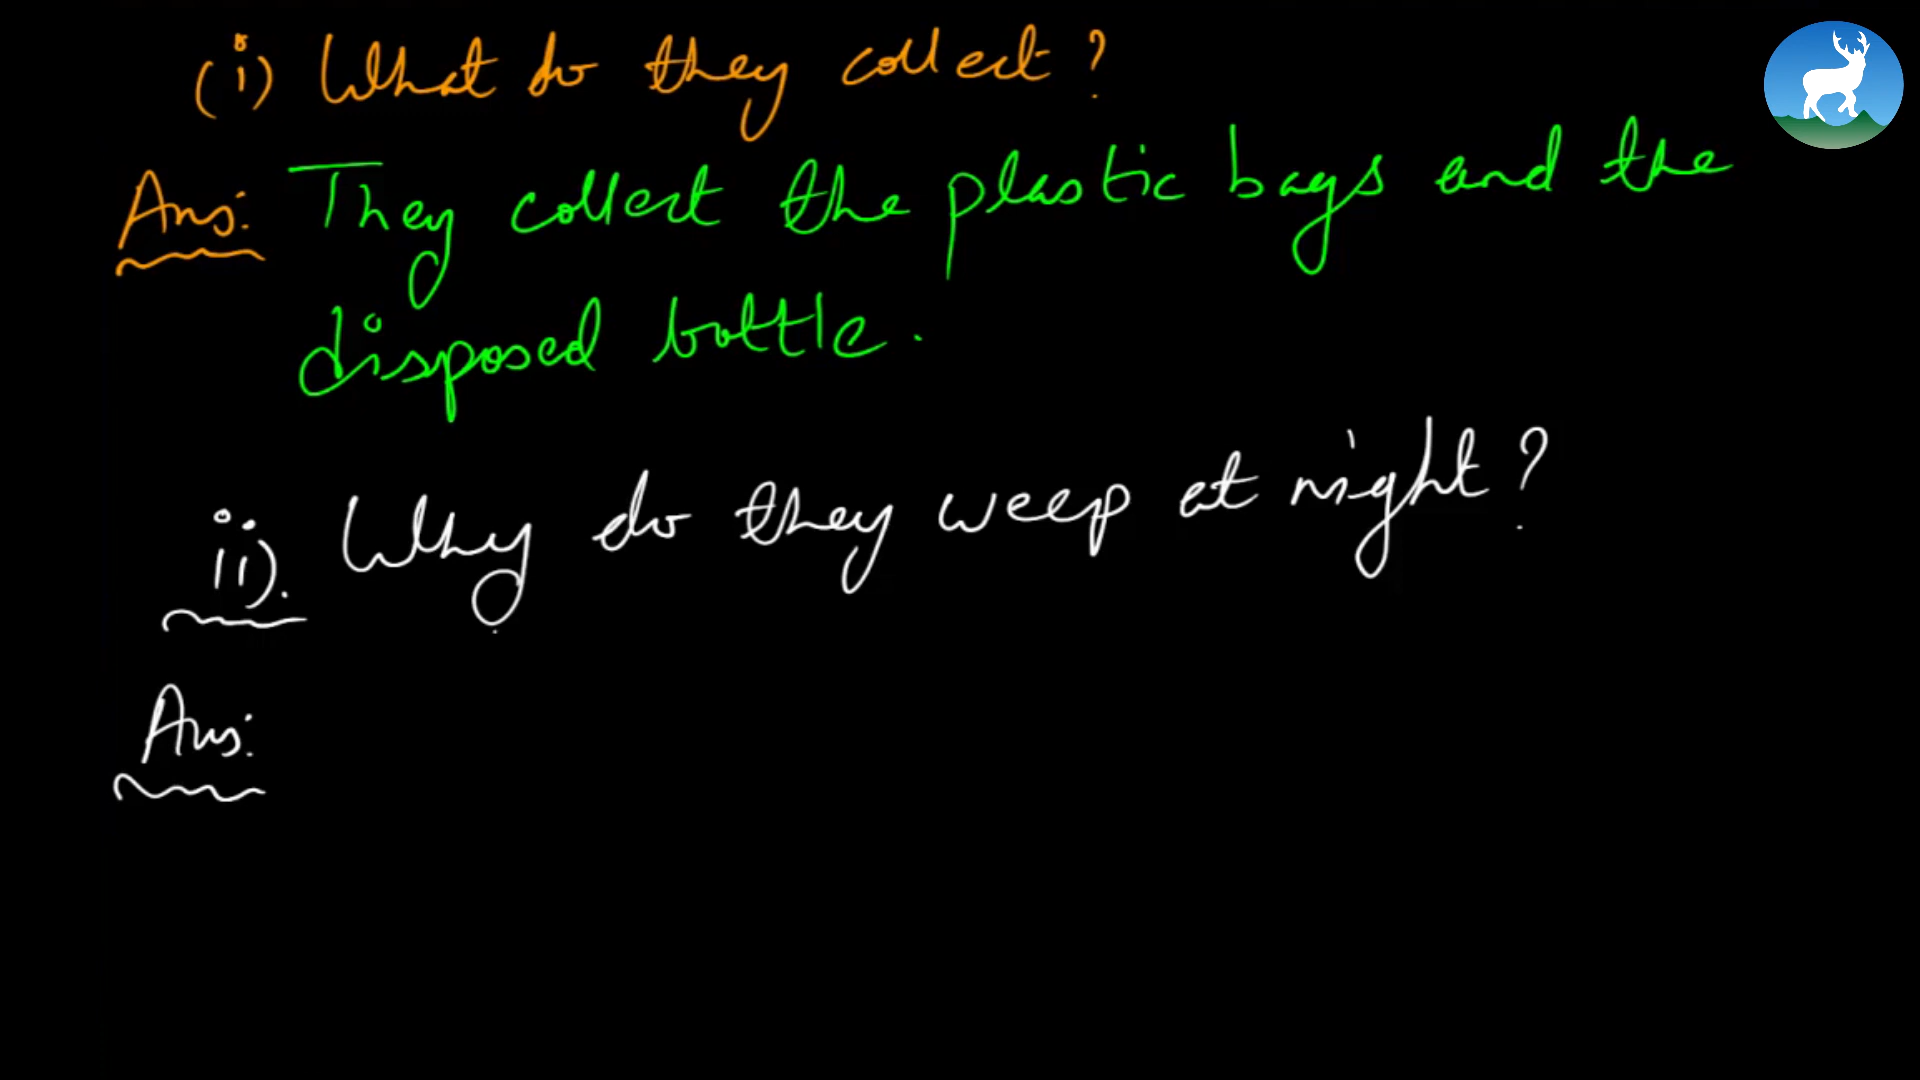 (i) What do they collect?
Ans: They collect the plastic bags and the
disposed bottle.
ii). Why do they weep at night?
Ans: